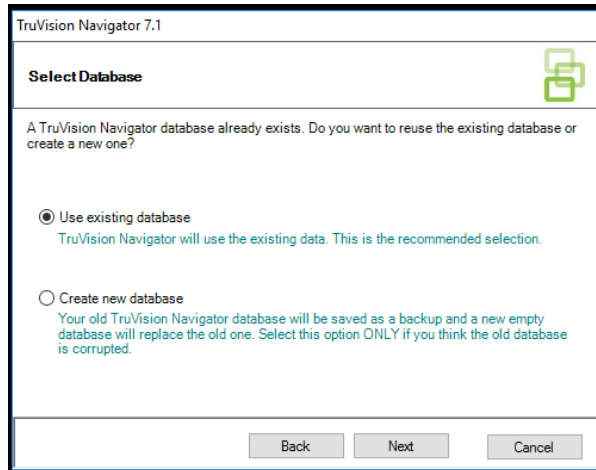 TruVision Navigator 7.1
Select Database
A TruVision Navigator database already exists. Do you want to reuse the existing database or
create a new one?
Use existing database
TruVision Navigator will use the existing data. This is the recommended selection.
Create new database
Your old TruVision Navigator database will be saved as a backup and a new empty
database will replace the old one. Select this option ONLY if you think the old database
is corrupted.
Back Next Cancel